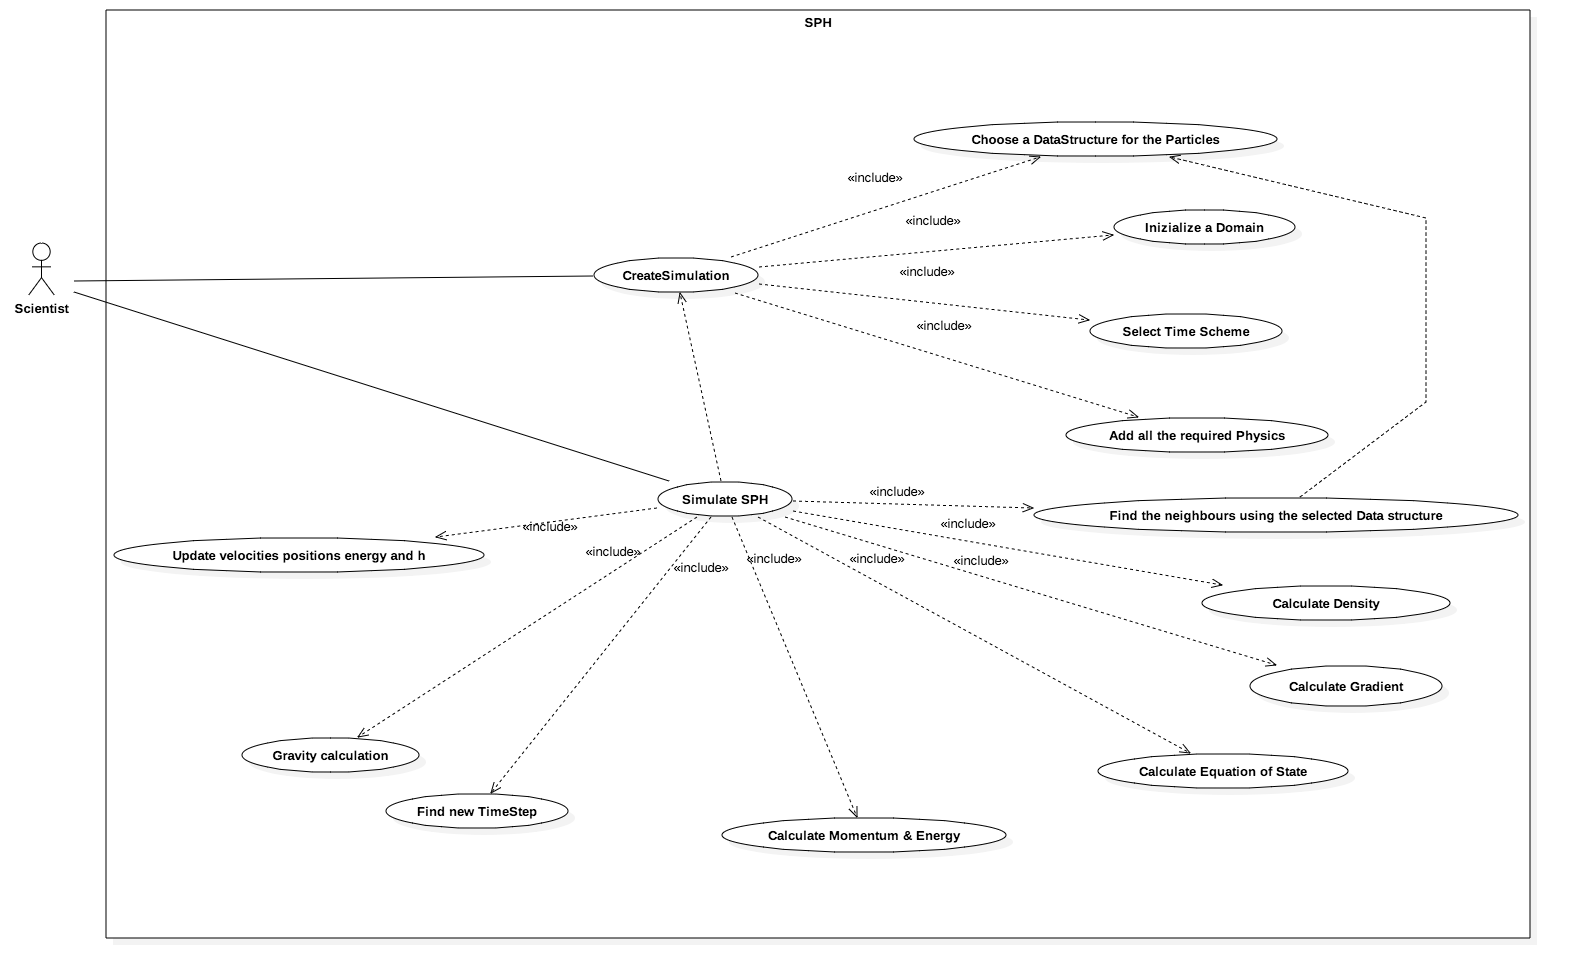 SPH
Choose a DataStructure for the Particles
«include»
«include»
Inizialize a Domain
«include»
CreateSimulation
Scientist
«include»
Select Time Scheme
Add all the required Physics
Simulate SPH
«include»
Find the neighbours using the selected Data structure
«include»
«include»
Update velocities positions energy and h
«include»
«include»
«include»
«include»
«include»
Calculate Density
Calculate Gradient
Gravity calculation
Calculate Equation of State
Find new TimeStep
Calculate Momentum & Energy